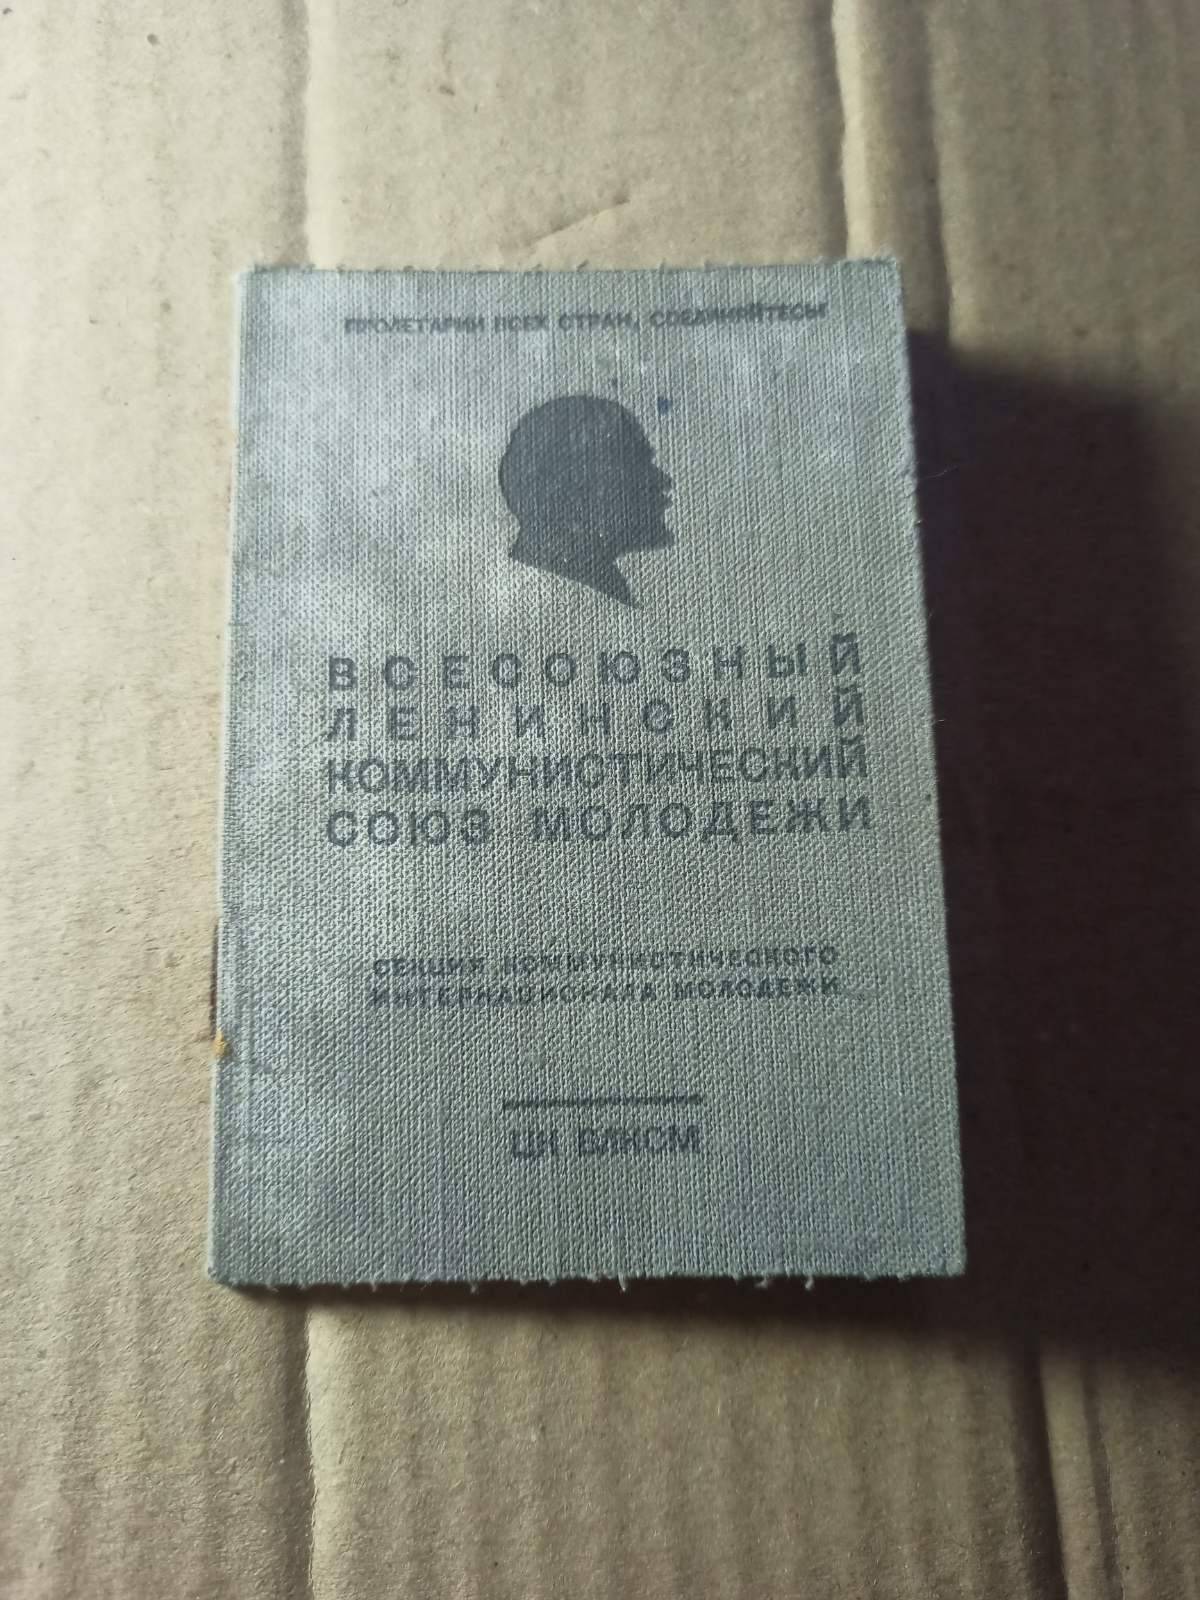 ПРОЛЕТАРИИ ВСЕХ СТРАН, СОЕДИНЯЙТЕСЬ!
ВСЕСОЮЗНЫЙ
ЛЕНИНСКИЙ
КОММУНИСТИЧЕСКИЙ
СОЮЗ МОЛОДЕЖИ
СЕКЦИЯ КОММУНИСТИЧЕСКОГО
ИНТЕРНАЦИОНАЛА МОЛОДЕЖИ
ЦК ВЛКСМ